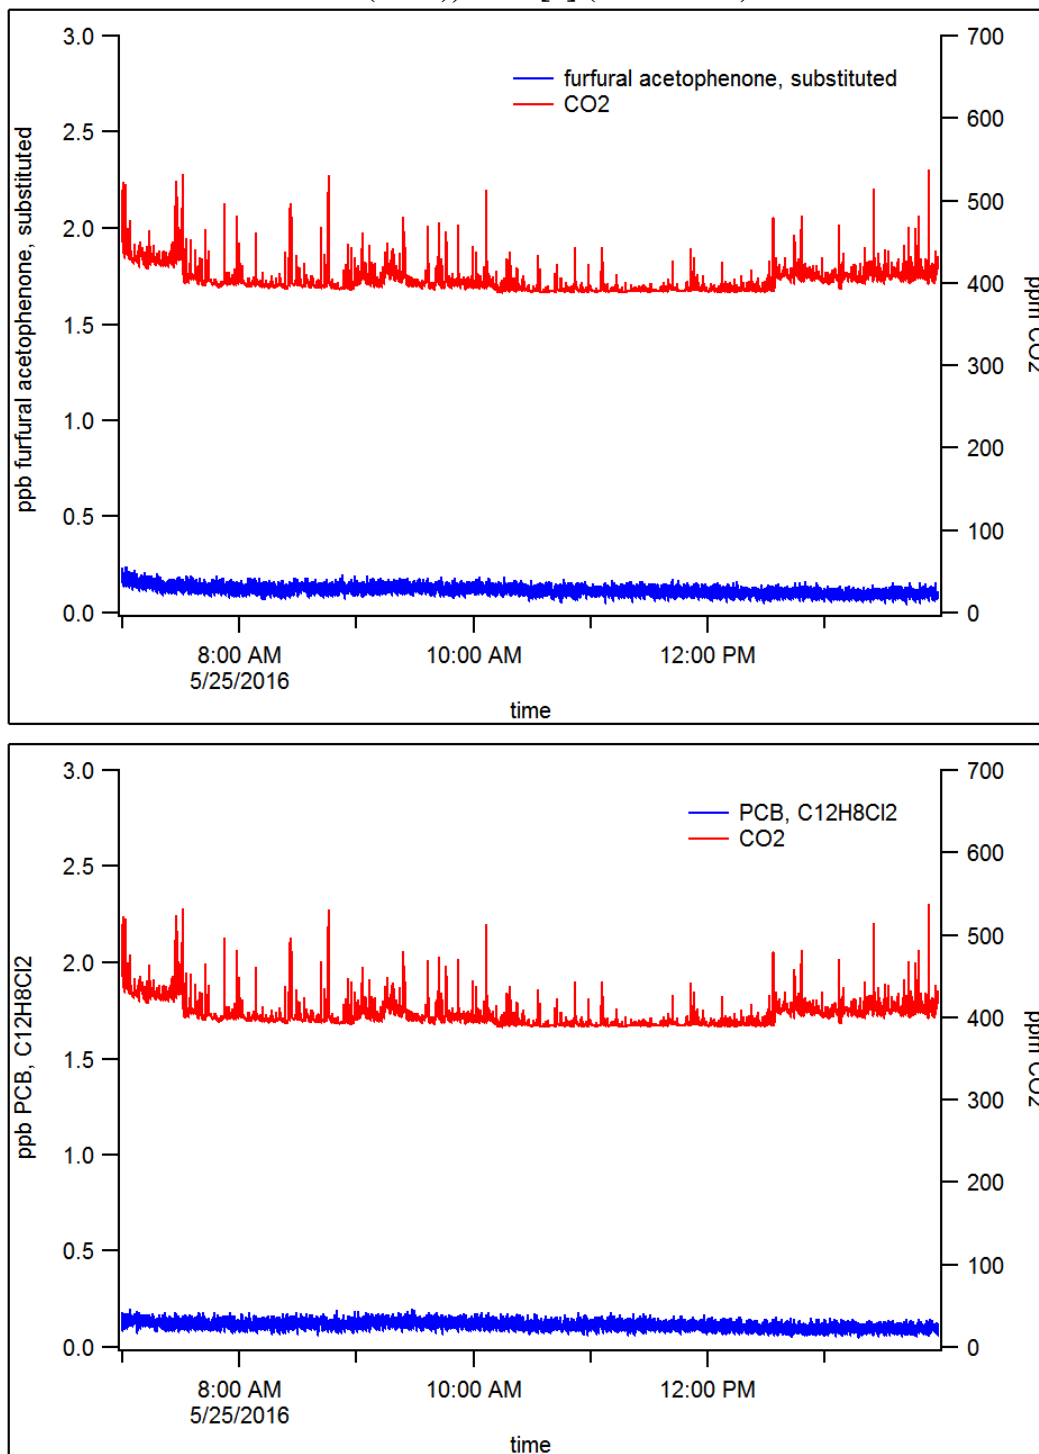 3.0
2.5
2.0
1.5
1.0
0.5
0.0
ppb furfural acetophenone, substituted
furfural acetophenone, substituted
CO2
700
600
500
400
300
200
100
0
ppm CO2
8:00 AM
5/25/2016
10:00 AM
12:00 PM
time
3.0
2.5
2.0
1.5
1.0
0.5
0.0
ppb PCB, C12H8Cl2
PCB, C12H8Cl2
CO2
700
600
500
400
300
200
100
0
ppm CO2
8:00 AM
5/25/2016
10:00 AM
12:00 PM
time